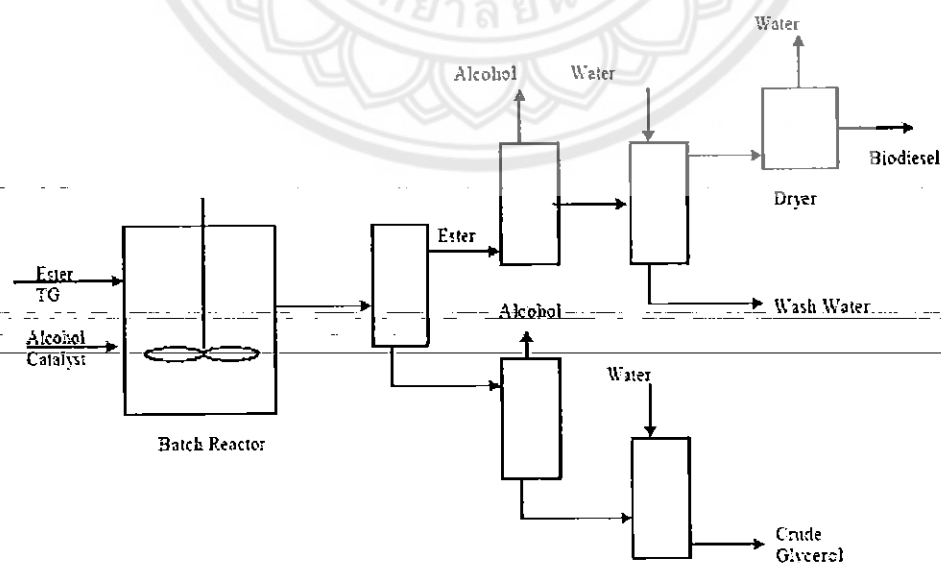 Water
Alcohol
Water
Biodiesel
Dryer
Ester
TG
Ester
Alcohol
Catalyst
Alcohol
Wash Water
Water
Batch Reactor
Crude
Glycerol